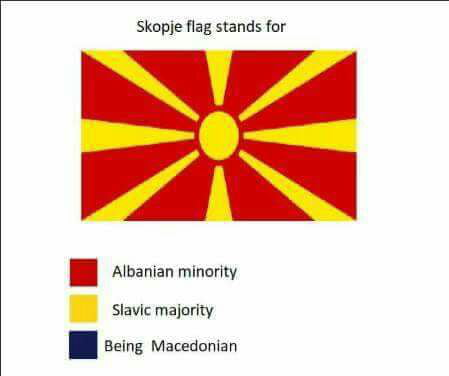 Skopje flag stands for
Albanian minority
Slavic majority
Being Macedonian